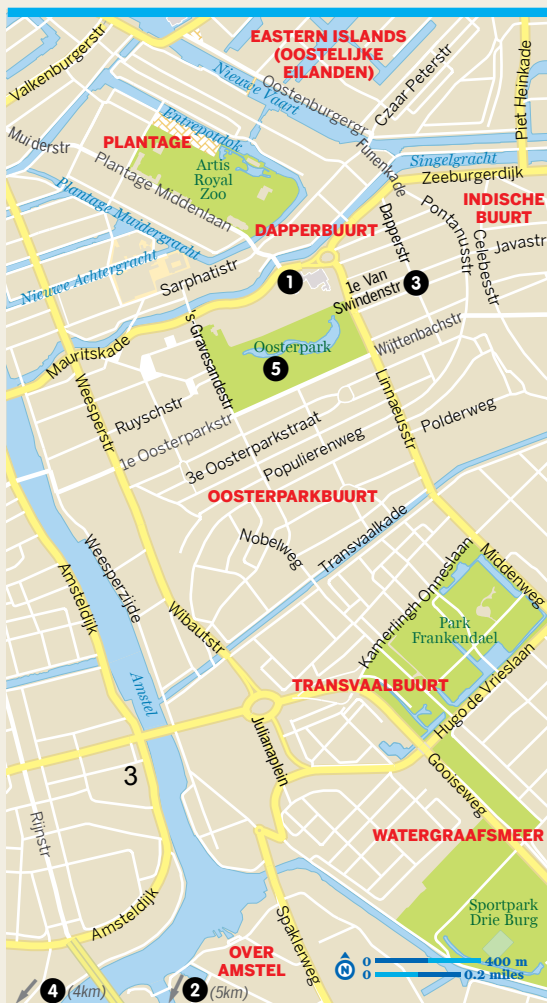 EASTERN ISLANDS
(OOSTELIJKE
EILANDEN)
Valkenburgerstr
Nieuwe Vaart
Oostenburgergt
Czaar Peterstr
Piet Heinkade
Entrepotdok
Muiderstr
PLANTAGE
Artis
Royal
Zoo
Plantage Middenlaan
Funenkade
Singelgracht
Zeeburgerdijk
Plantage Muidergracht
INDISCHE
BUURT
DAPPERBUURT
Dapperstr
Pontanusstr
Celebesstr
Javastr
Nieuwe Achtergracht
Sarphatistr
1
1e Van
Swindenstr
3
's-Gravesandestr
Mauritskade
Oosterpark
5
Wijttenbachstr
Weesperstr
Ruyschstr
1e Oosterparkstr
3e Oosterparkstraat
Populierenweg
Linnaeusstr
Polderweg
OOSTERPARKBUURT
Nobelweg
Transvaalkade
Weesperzijde
Amsteldijk
Wibautstr
Kamerlingh Onneslaan
Middenweg
Park
Frankendael
Amstel
TRANSVAALBUURT
Hugo de Vrieslaan
Julianaplein
3
Gooiseweg
Rijnstr
WATERGRAAFSMEER
Amsteldijk
Spaklerweg
Sportpark
Drie Burg
OVER
AMSTEL
N
0 400 m
0 0.2 miles
4 (4km)
2 (5km)